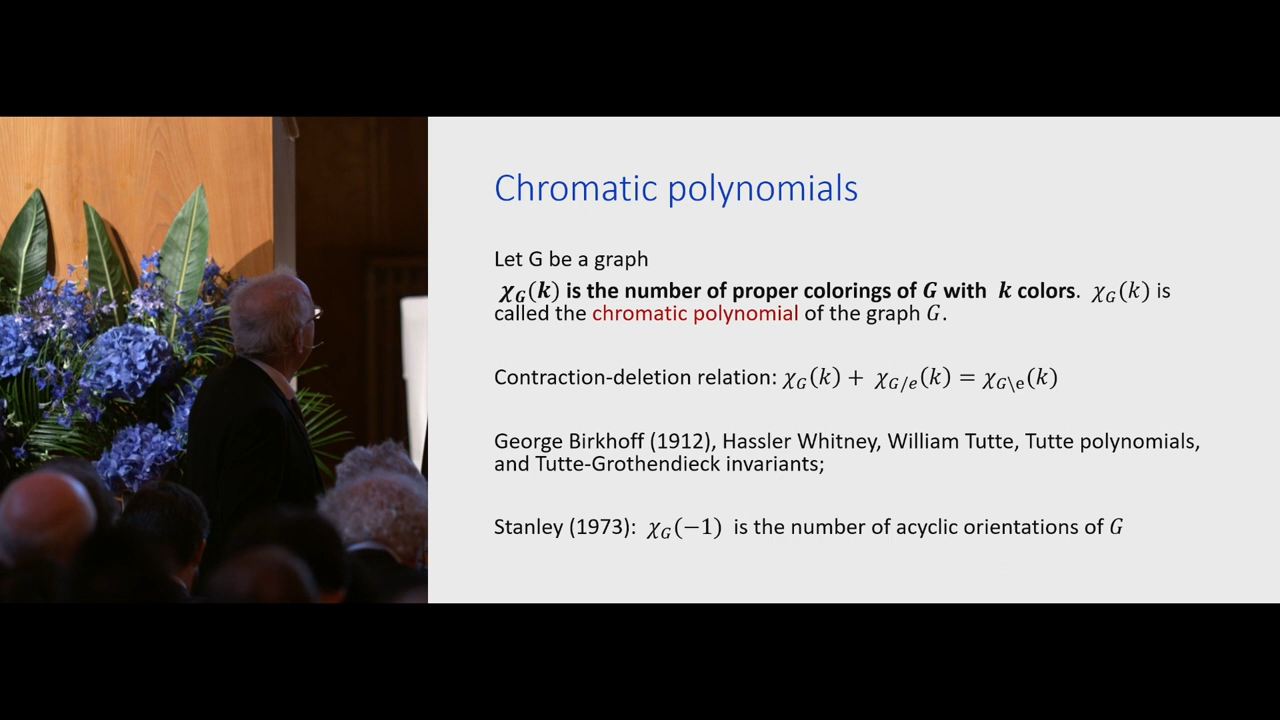 Chromatic polynomials
Let G be a graph
χ_G(k) is the number of proper colorings of G with k colors. χ_G(k) is
called the chromatic polynomial of the graph G.
Contraction-deletion relation: χ_G(k) + χ_{G/e}(k) = χ_{G\e}(k)
George Birkhoff (1912), Hassler Whitney, William Tutte, Tutte polynomials,
and Tutte-Grothendieck invariants;
Stanley (1973): χ_G(−1) is the number of acyclic orientations of G